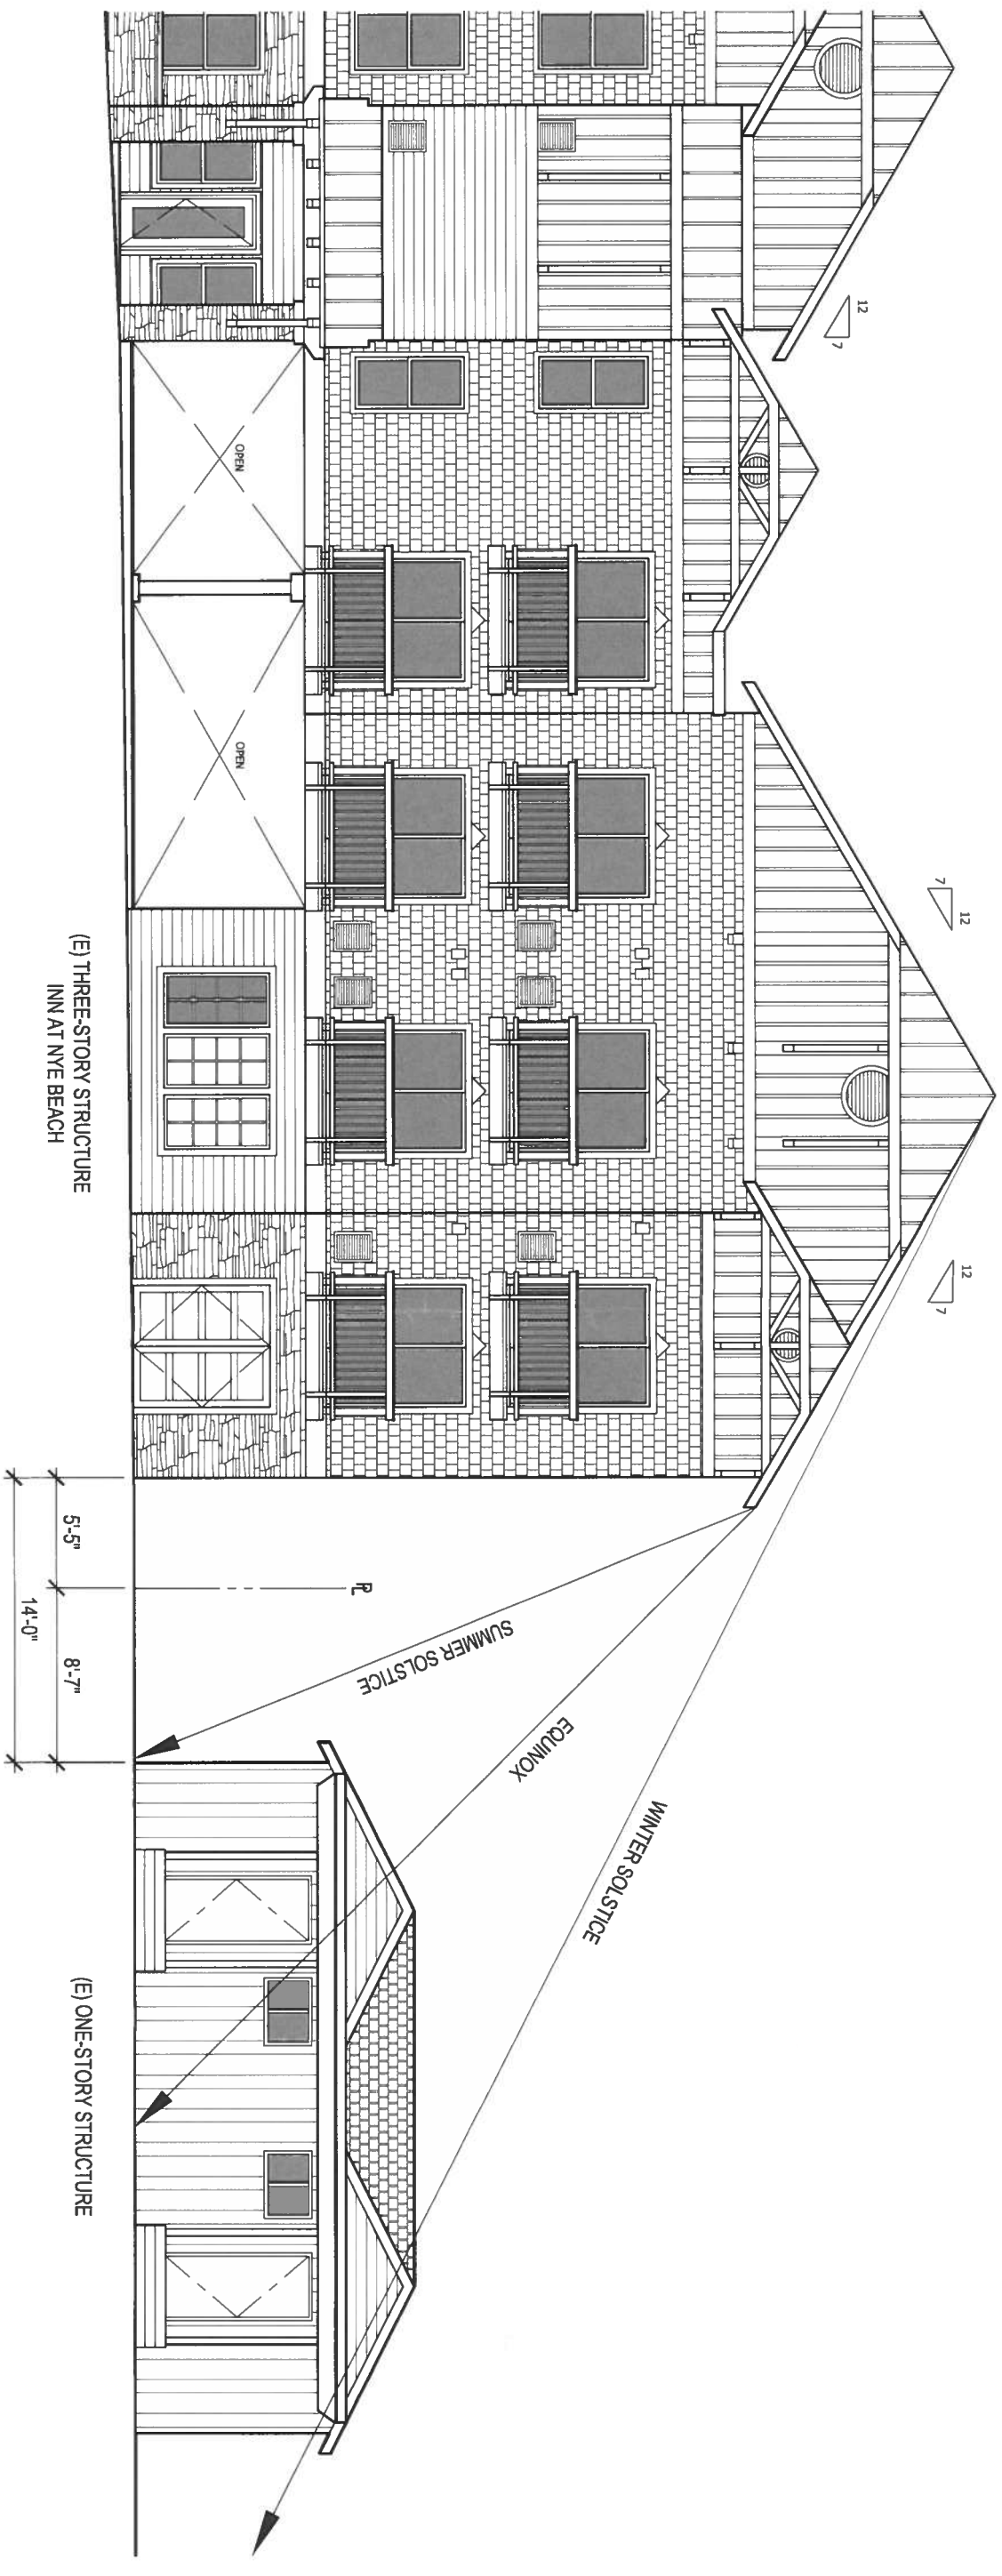 12
7
7
12
12
7
OPEN
OPEN
(E) THREE-STORY STRUCTURE
INN AT NYE BEACH
PL
SUMMER SOLSTICE
EQUINOX
WINTER SOLSTICE
5'-5"
8'-7"
14'-0"
(E) ONE-STORY STRUCTURE